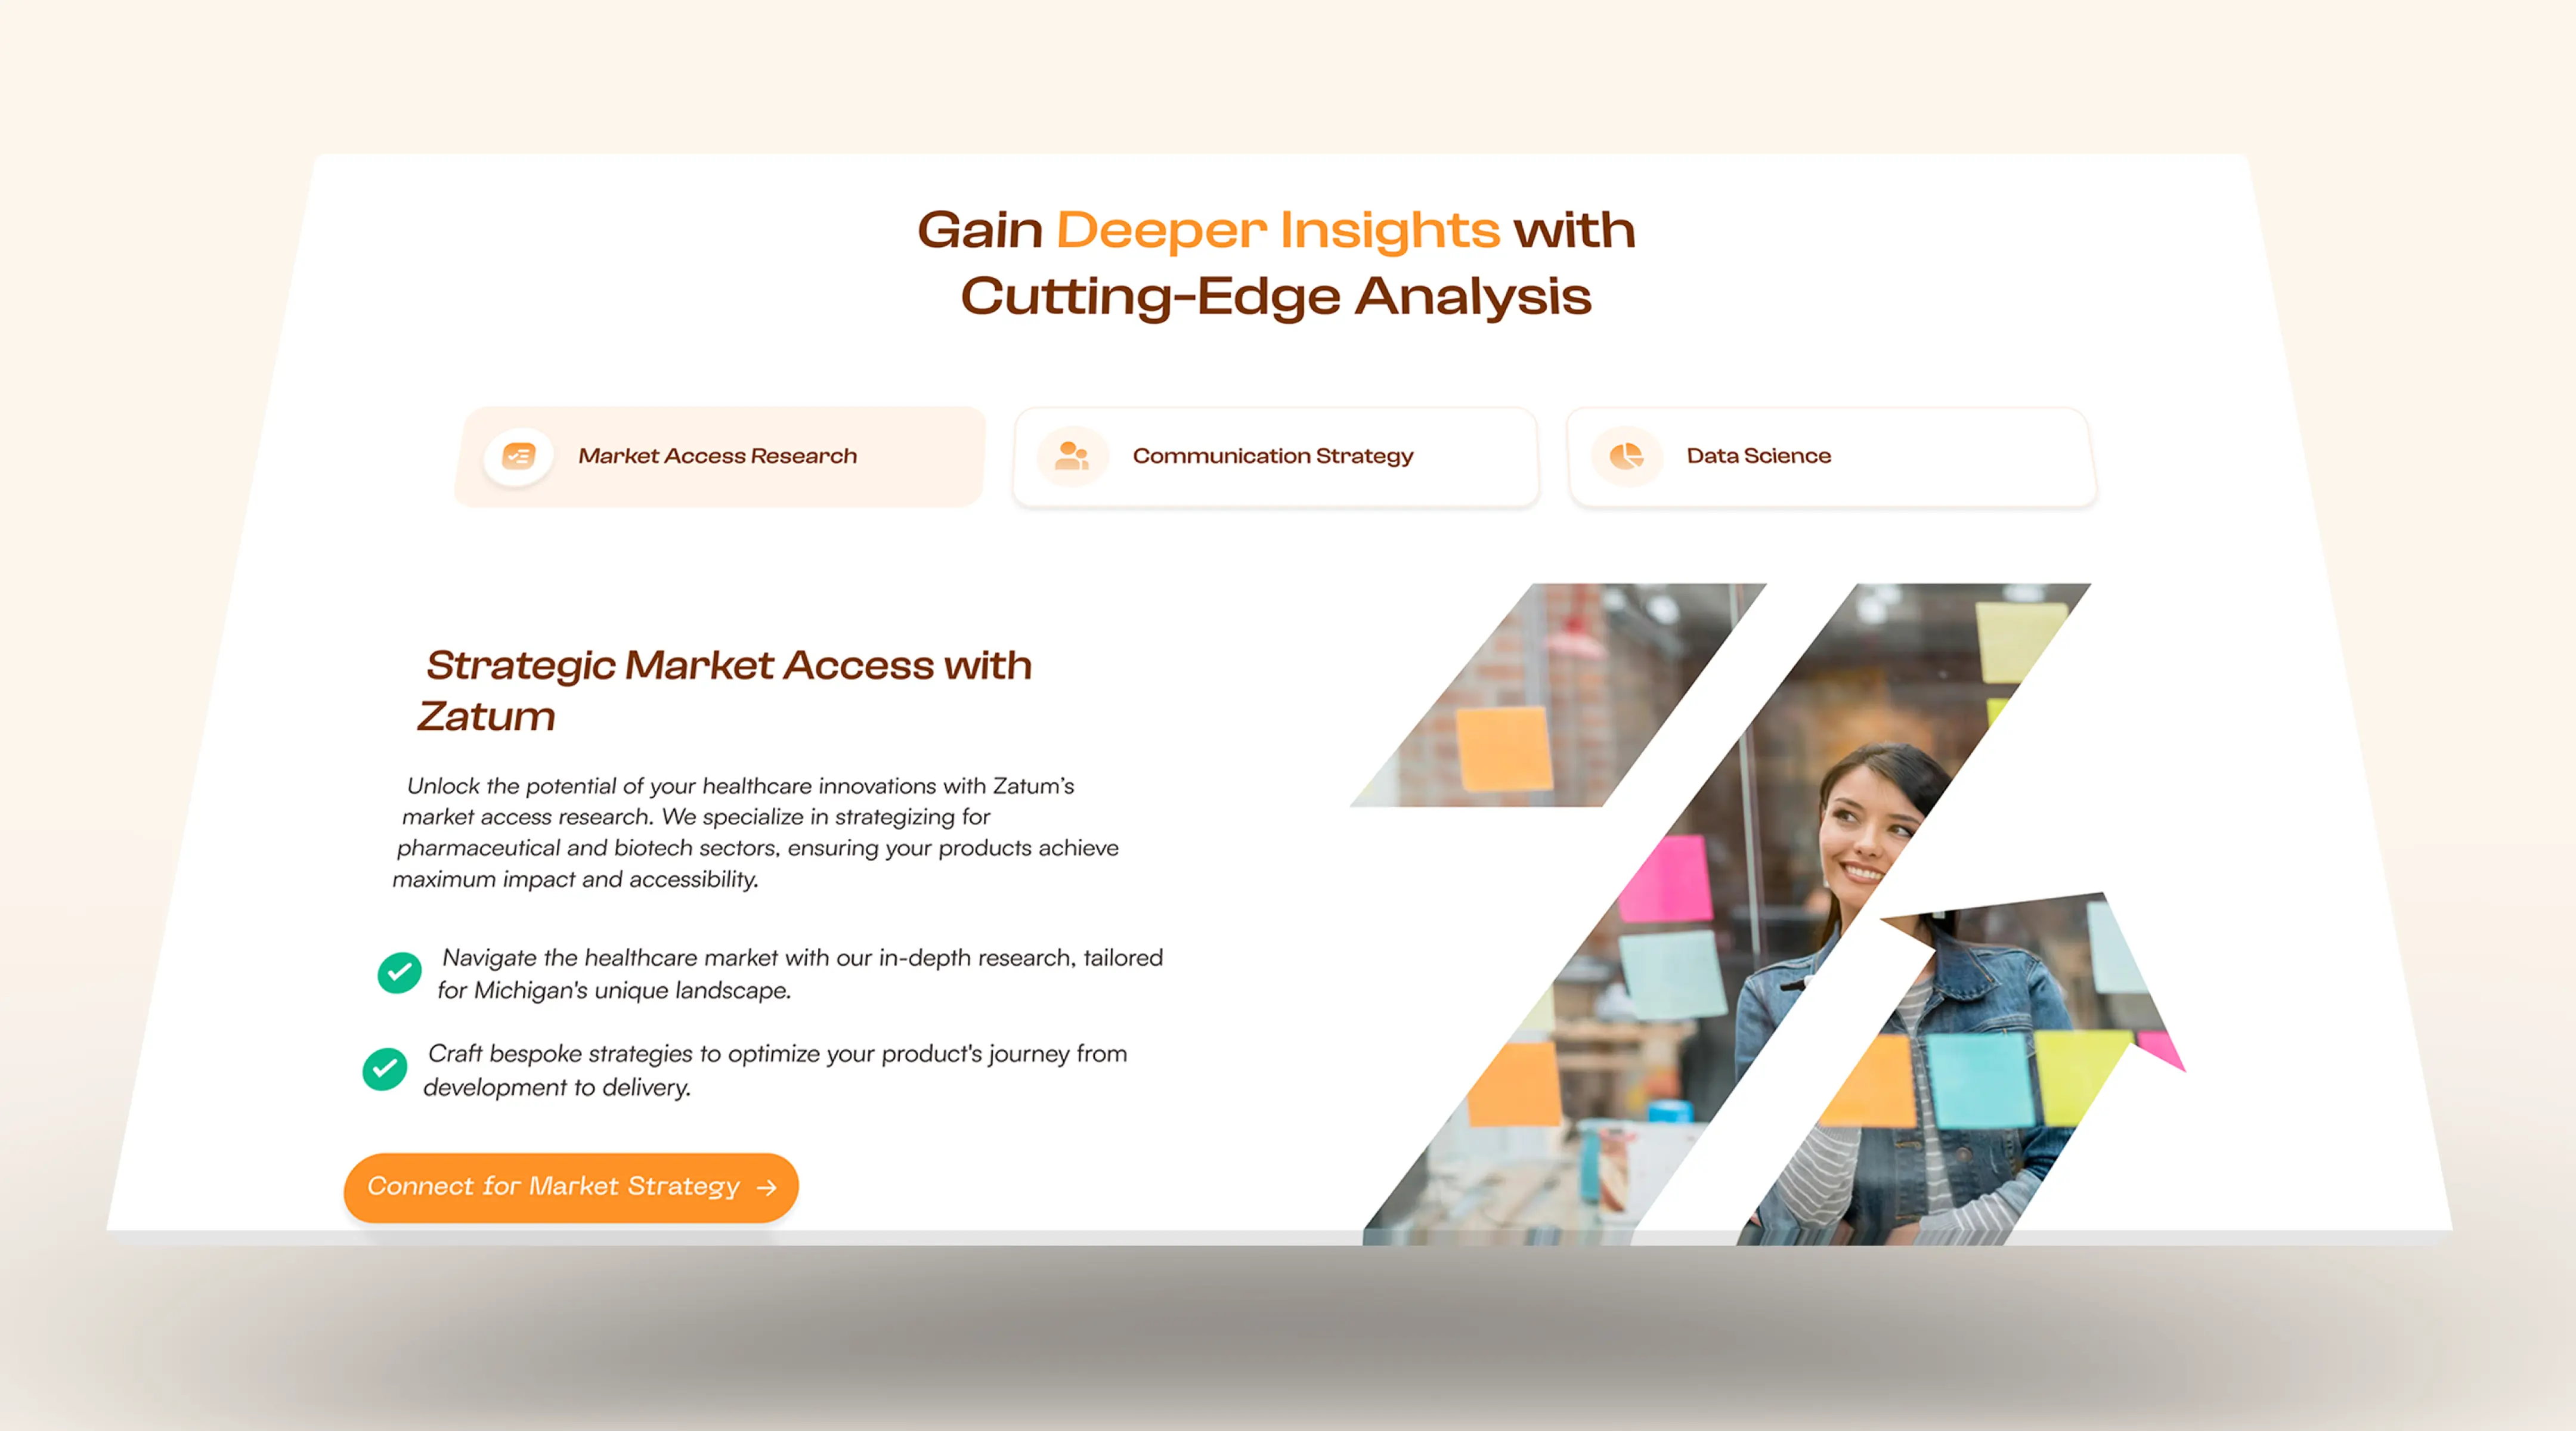 Gain Deeper Insights with
Cutting-Edge Analysis
Market Access Research
Communication Strategy
Data Science
Strategic Market Access with
Zatum
Unlock the potential of your healthcare innovations with Zatum’s
market access research. We specialize in strategizing for
pharmaceutical and biotech sectors, ensuring your products achieve
maximum impact and accessibility.
Navigate the healthcare market with our in-depth research, tailored
for Michigan's unique landscape.
Craft bespoke strategies to optimize your product's journey from
development to delivery.
Connect for Market Strategy →